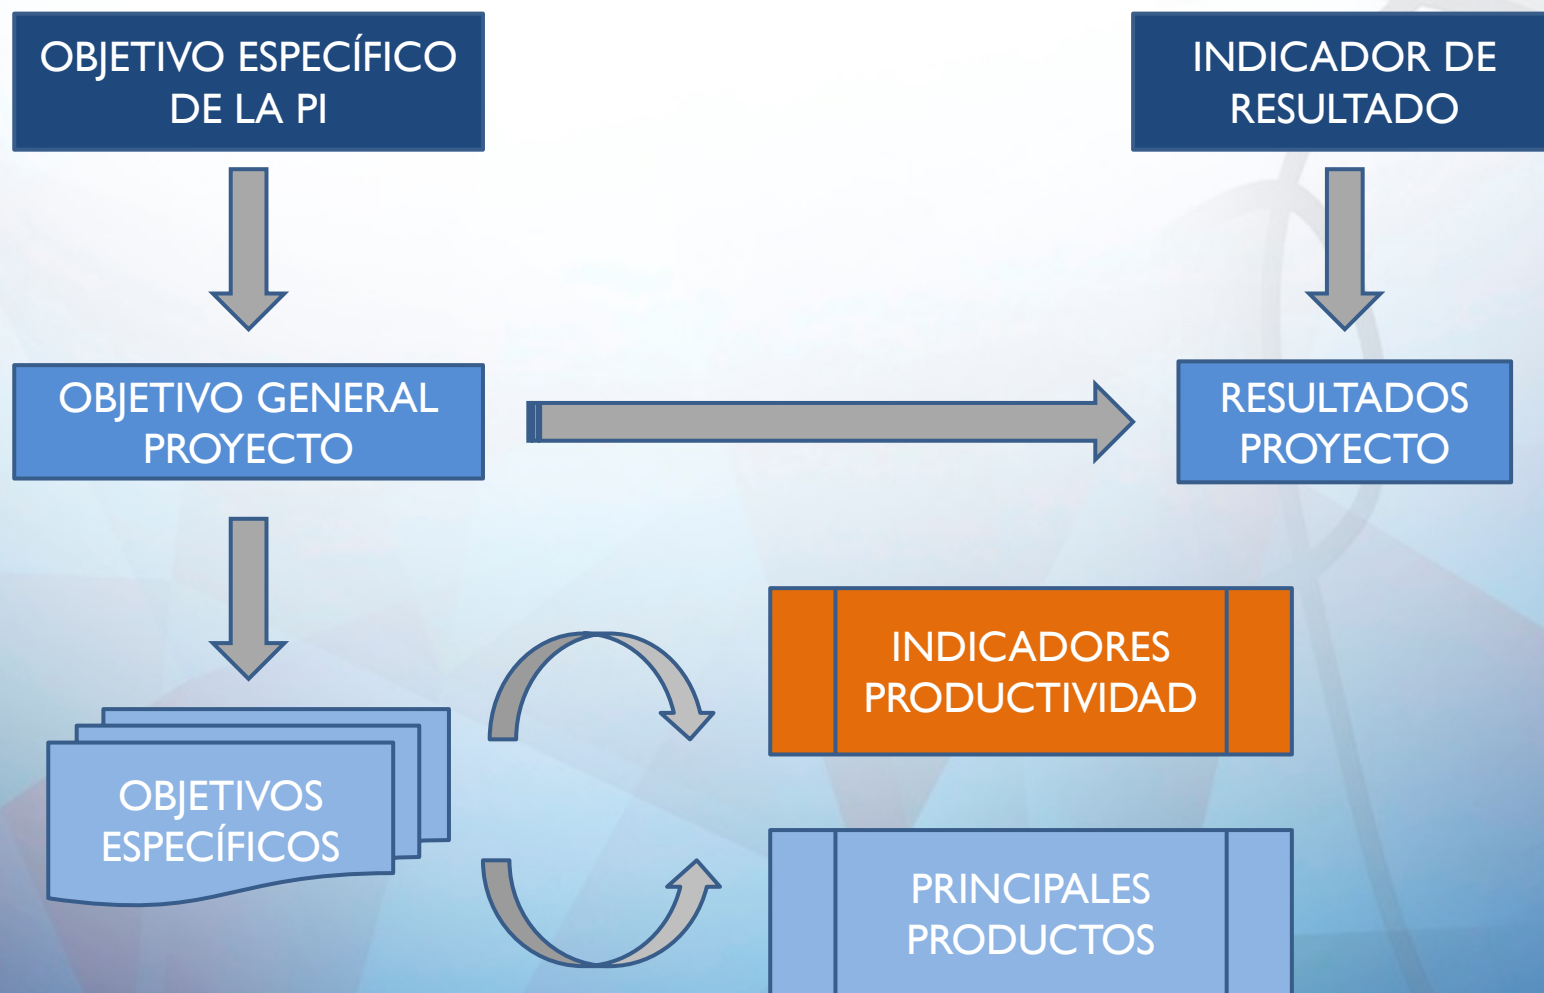 OBJETIVO ESPECÍFICO
DE LA PI
INDICADOR DE
RESULTADO
OBJETIVO GENERAL
PROYECTO
RESULTADOS
PROYECTO
INDICADORES
PRODUCTIVIDAD
OBJETIVOS
ESPECÍFICOS
PRINCIPALES
PRODUCTOS